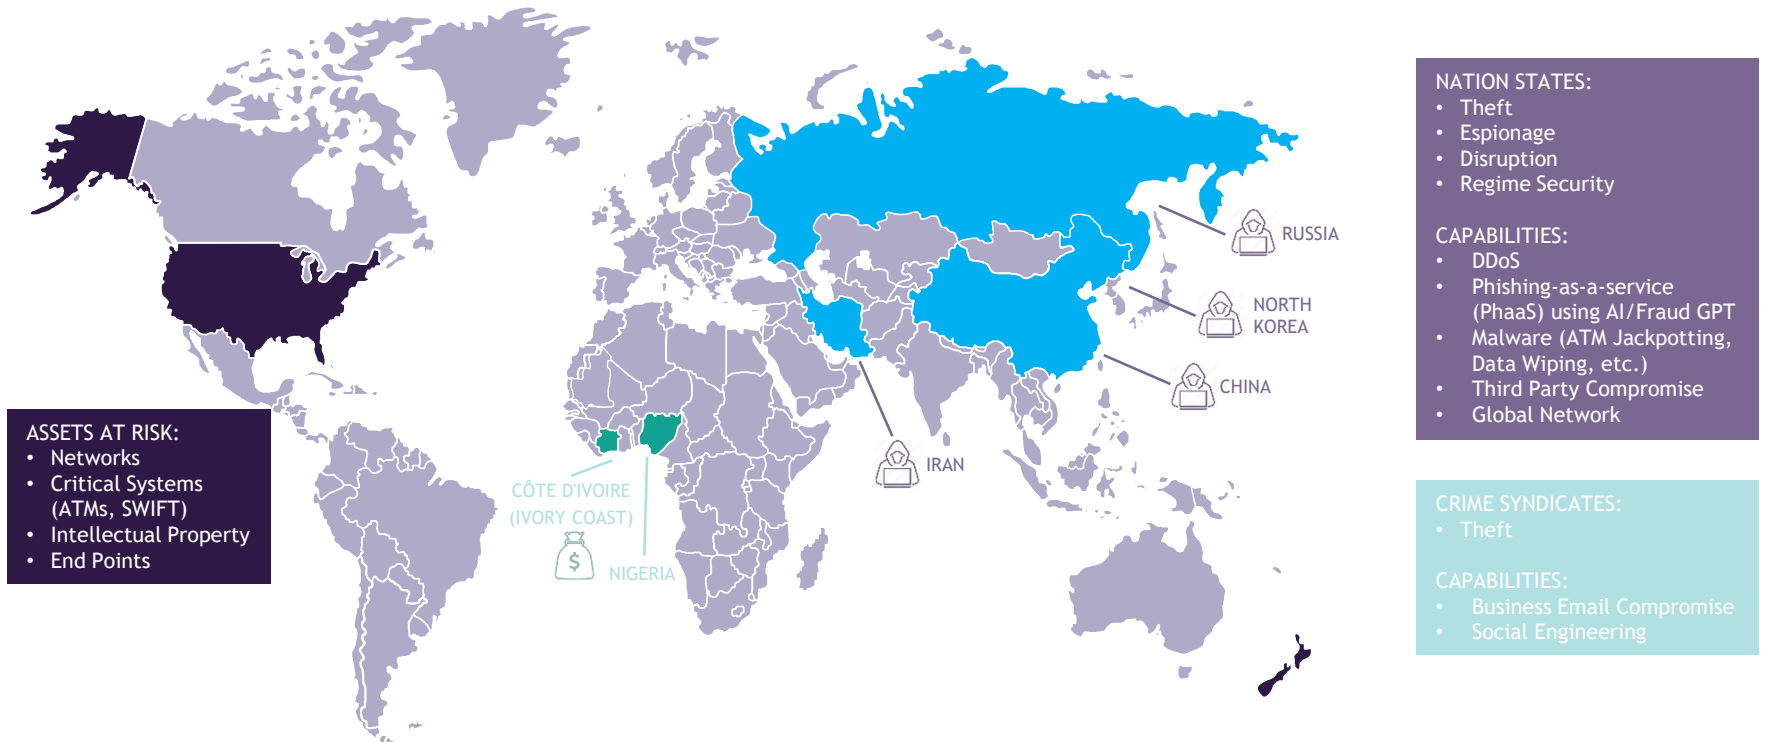 ASSETS AT RISK:
• Networks
• Critical Systems
(ATMs, SWIFT)
• Intellectual Property
• End Points
CÔTE D'IVOIRE
(IVORY COAST)
$
NIGERIA
IRAN
CHINA
NORTH
KOREA
RUSSIA
NATION STATES:
• Theft
• Espionage
• Disruption
• Regime Security
CAPABILITIES:
• DDoS
• Phishing-as-a-service
(PhaaS) using AI/Fraud GPT
• Malware (ATM Jackpotting,
Data Wiping, etc.)
• Third Party Compromise
• Global Network
CRIME SYNDICATES:
• Theft
CAPABILITIES:
• Business Email Compromise
• Social Engineering